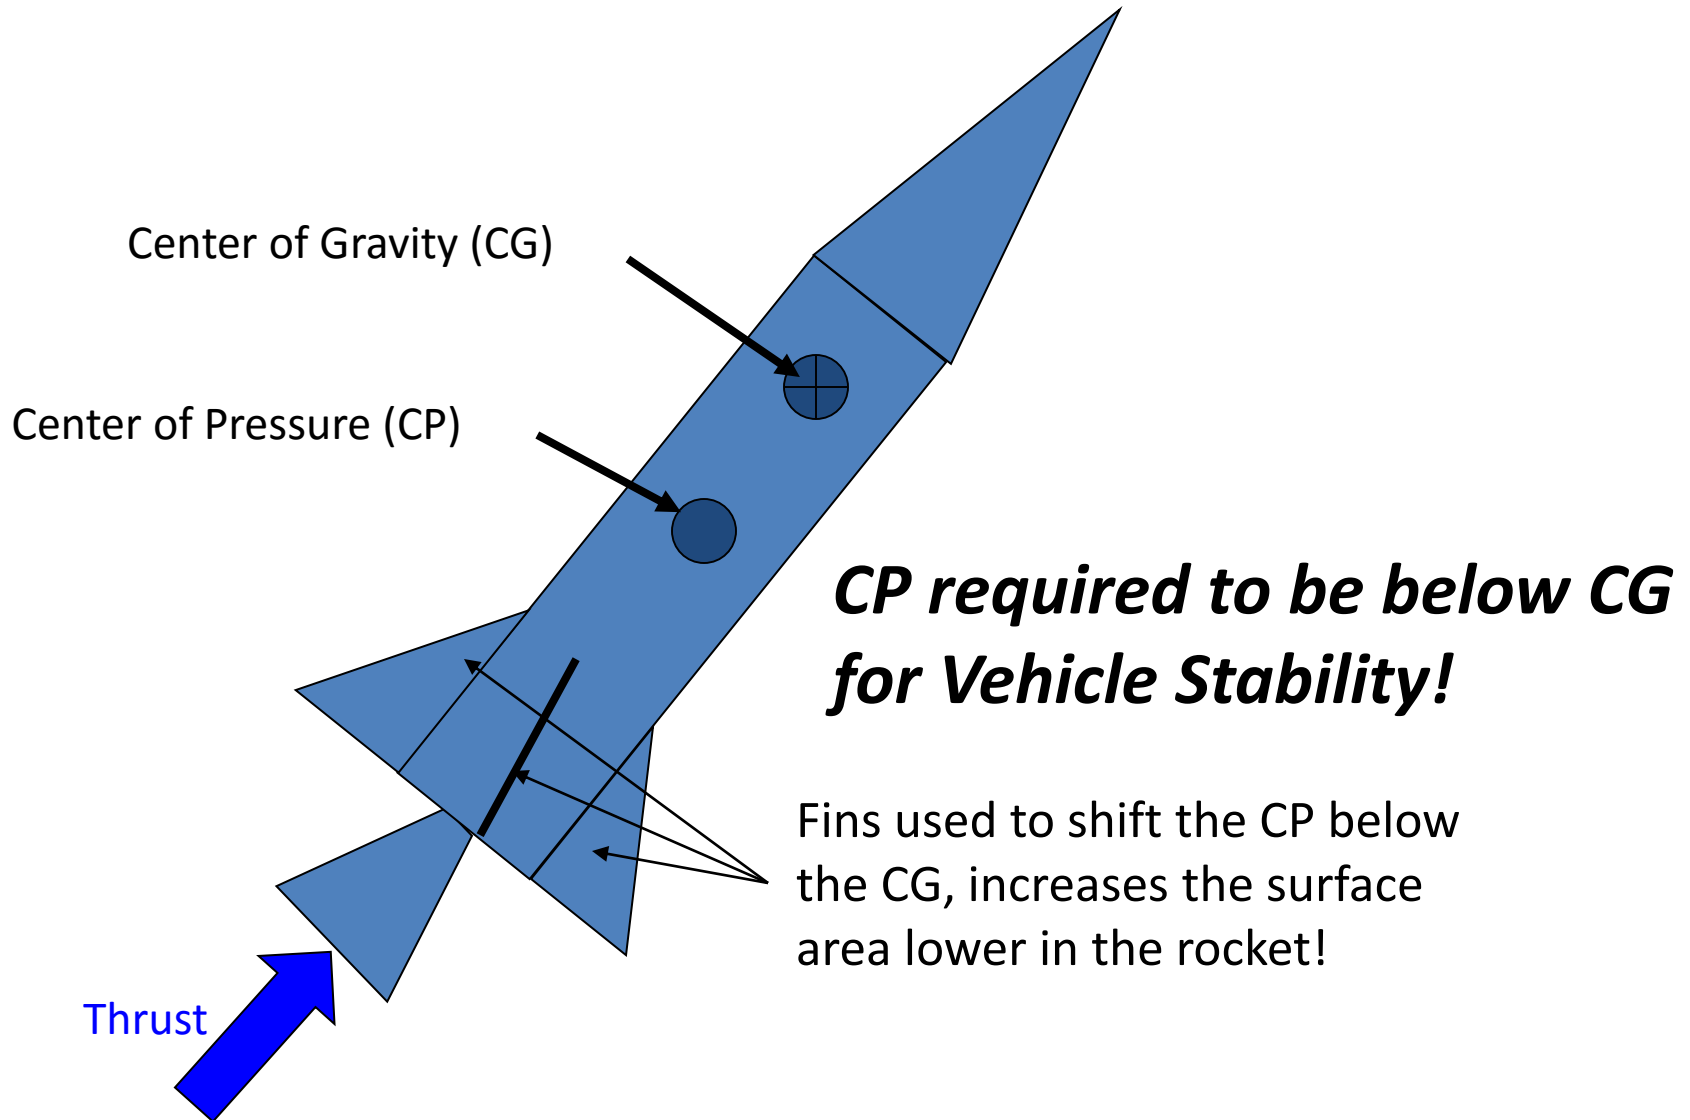 Center of Gravity (CG)
Center of Pressure (CP)
CP required to be below CG
for Vehicle Stability!
Fins used to shift the CP below
the CG, increases the surface
area lower in the rocket!
Thrust